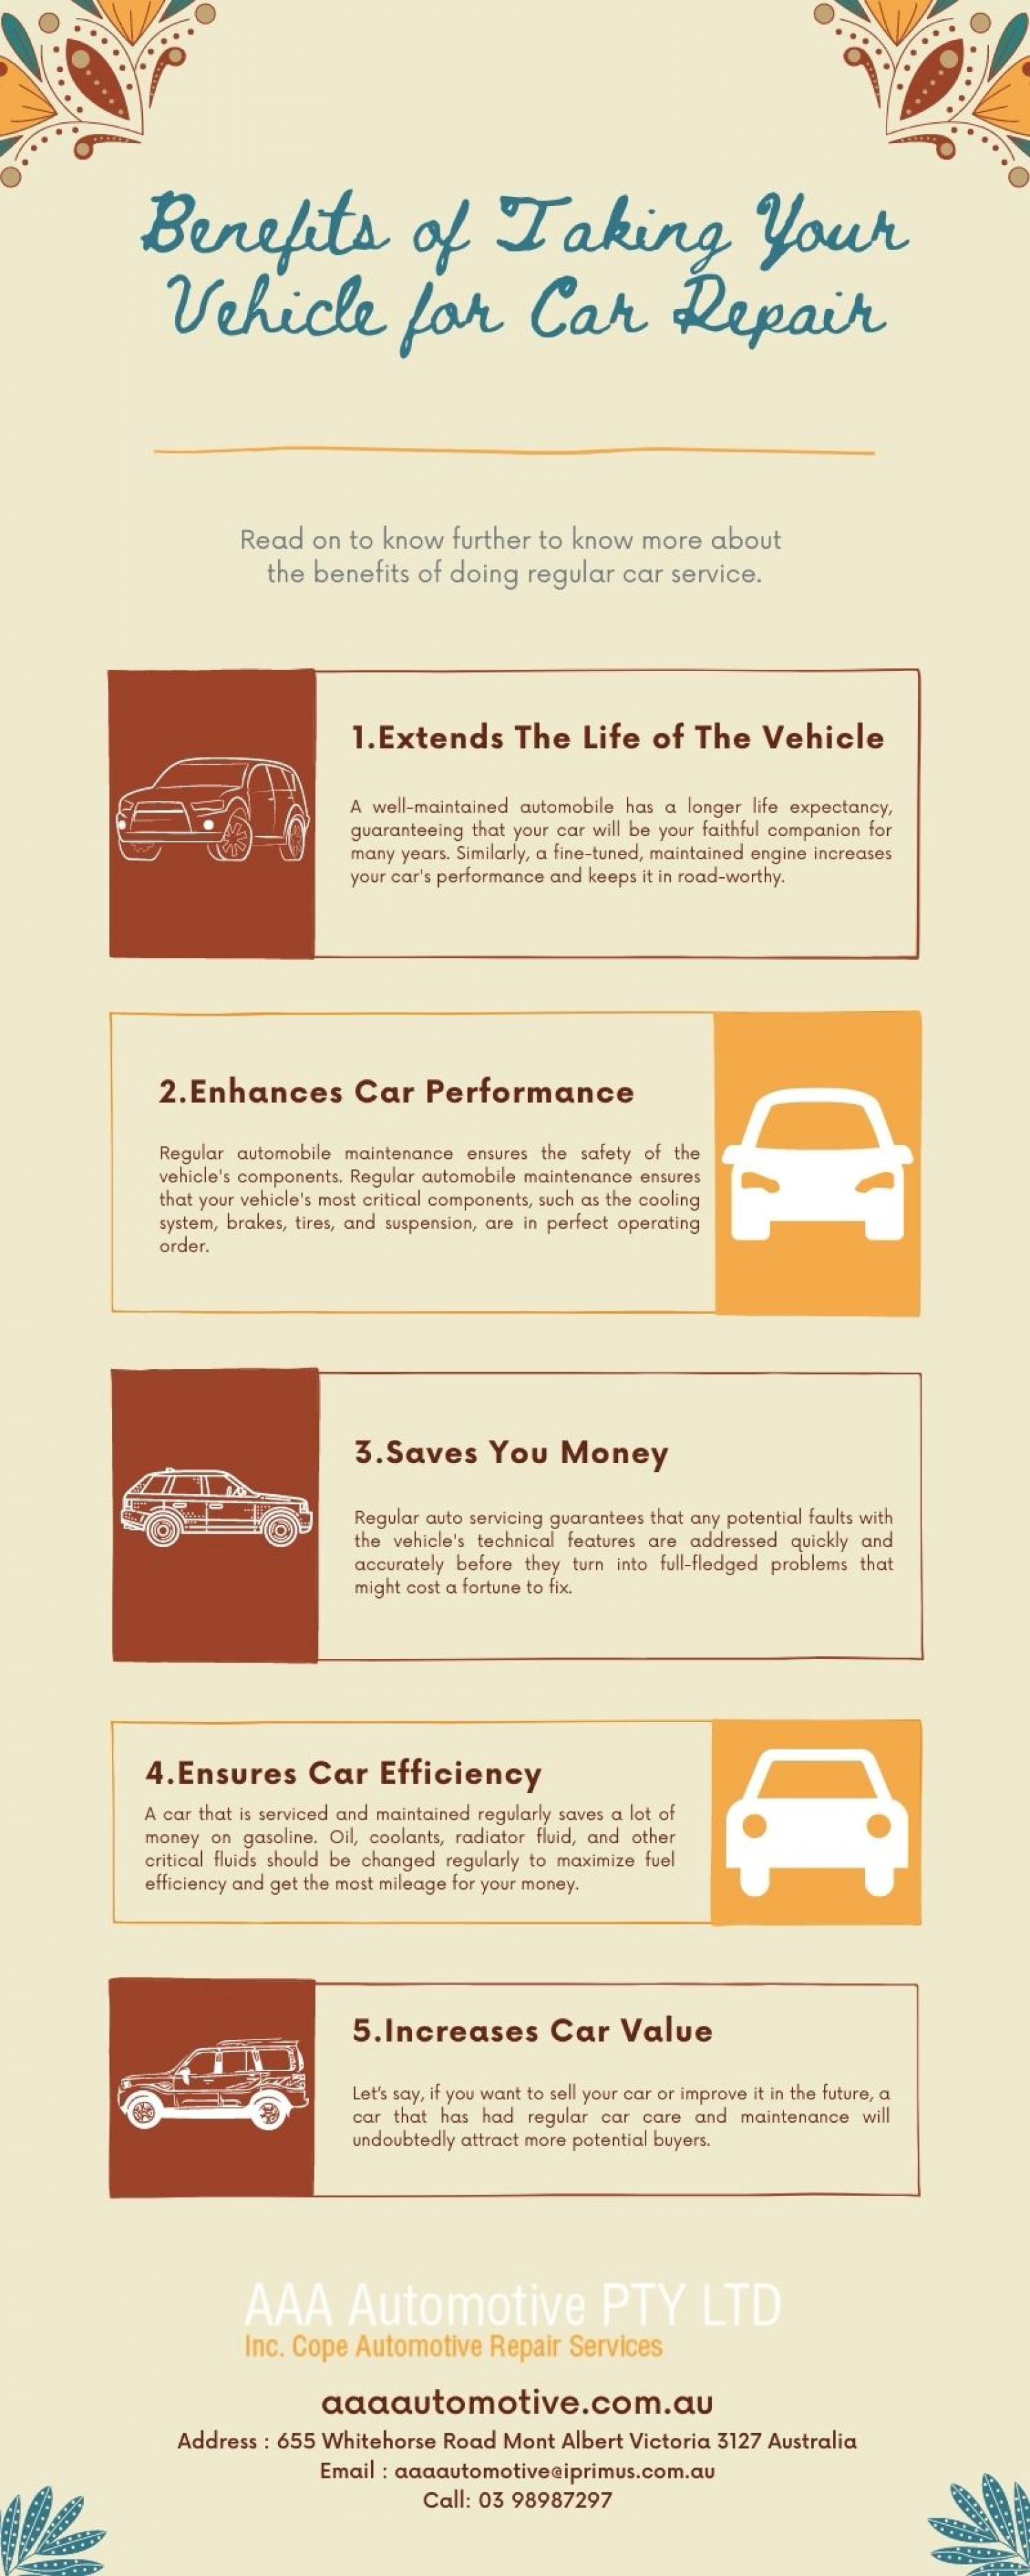 Benefits of Taking Your
Vehicle for Car Repair
Read on to know further to know more about
the benefits of doing regular car service.
1.Extends The Life of The Vehicle
A well-maintained automobile has a longer life expectancy,
guaranteeing that your car will be your faithful companion for
many years. Similarly, a fine-tuned, maintained engine increases
your car's performance and keeps it in road-worthy.
2.Enhances Car Performance
Regular automobile maintenance ensures the safety of the
vehicle's components. Regular automobile maintenance ensures
that your vehicle's most critical components, such as the cooling
system, brakes, tires, and suspension, are in perfect operating
order.
3.Saves You Money
Regular auto servicing guarantees that any potential faults with
the vehicle's technical features are addressed quickly and
accurately before they turn into full-fledged problems that
might cost a fortune to fix.
4.Ensures Car Efficiency
A car that is serviced and maintained regularly saves a lot of
money on gasoline. Oil, coolants, radiator fluid, and other
critical fluids should be changed regularly to maximize fuel
efficiency and get the most mileage for your money.
5.Increases Car Value
Let's say, if you want to sell your car or improve it in the future, a
car that has had regular car care and maintenance will
undoubtedly attract more potential buyers.
AAA Automotive PTY LTD
Inc. Cope Automotive Repair Services
aaaautomotive.com.au
Address : 655 Whitehorse Road Mont Albert Victoria 3127 Australia
Email : aaaautomotive@iprimus.com.au
Call: 03 98987297